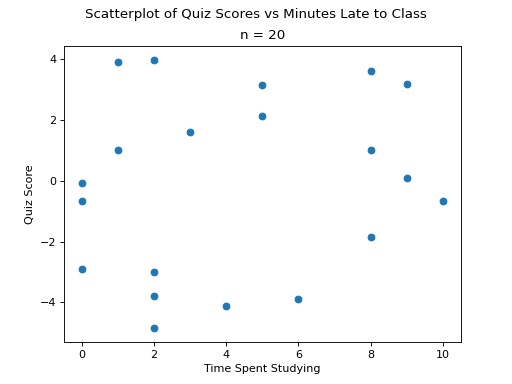 Scatterplot of Quiz Scores vs Minutes Late to Class
n = 20
4
2
0
−2
−4
Quiz Score
0 2 4 6 8 10
Time Spent Studying